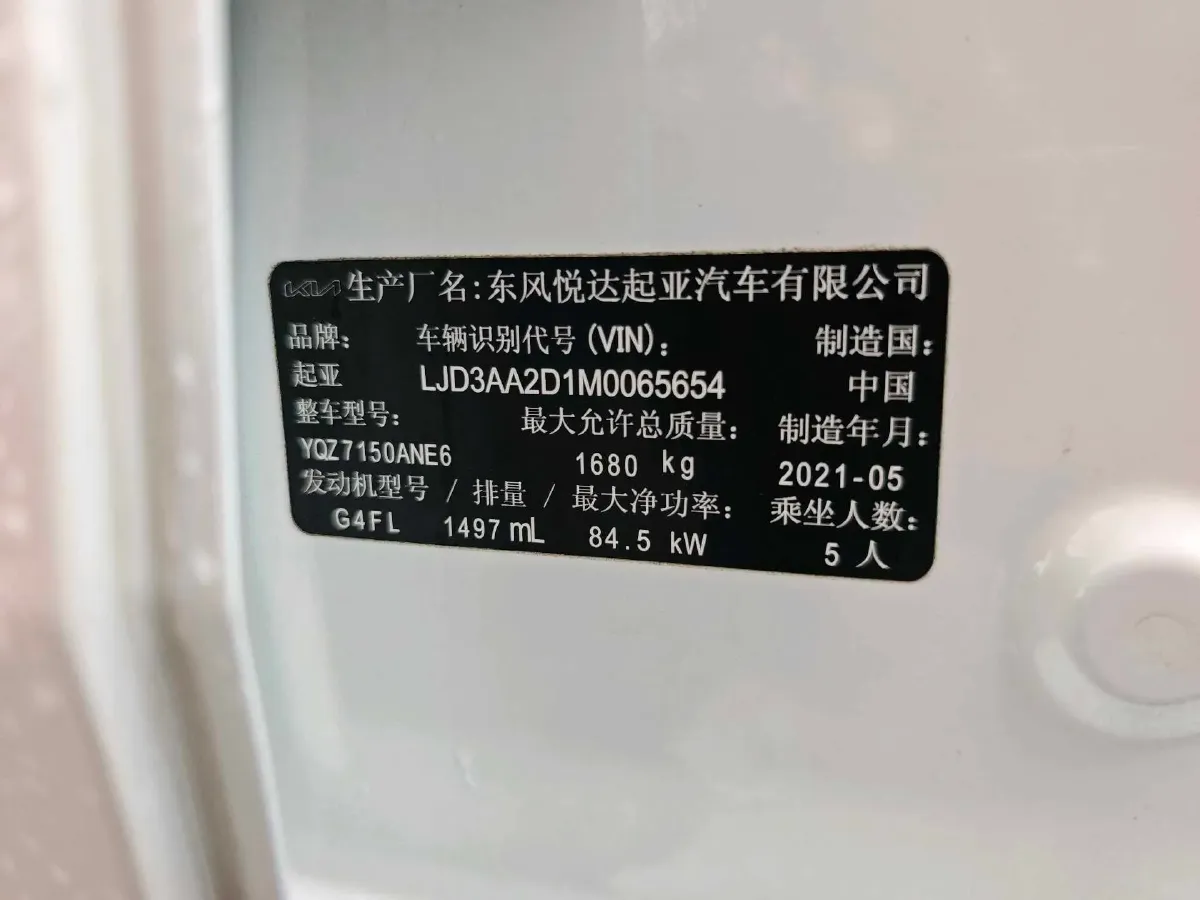 KIA 生产厂名:东风悦达起亚汽车有限公司
品牌: 车辆识别代号(VIN): 制造国:
起亚 LJD3AA2D1M0065654 中国
整车型号: 最大允许总质量: 制造年月:
YQZ7150ANE6 1680 kg 2021-05
发动机型号 / 排量 / 最大净功率: 乘坐人数:
G4FL 1497 mL 84.5 kW 5 人